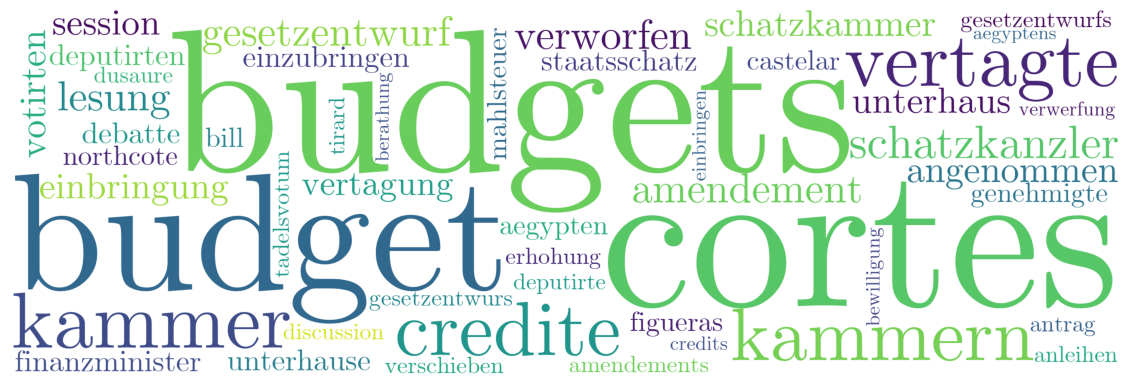 session
gesetzentwurf
verworfen
schatzkammer
gesetzentwurfs
aegyptens
votirten
deputirten
einzubringen
mahlsteuer
staatsschatz
castelar
vertagte
dusaure
lesung
budgets
unterhaus
verwerfung
debatte
bill
tirard
berathung
einbringen
schatzkanzler
northcote
angenommen
einbringung
tadelsvotum
vertagung
amendement
genehmigte
budget
aegypten
cortes
erhohung
bewilligung
deputirte
kammer
gesetzentwurs
discussion
credite
figueras
credits
kammern
antrag
anleihen
finanzminister
unterhause
verschieben
amendements